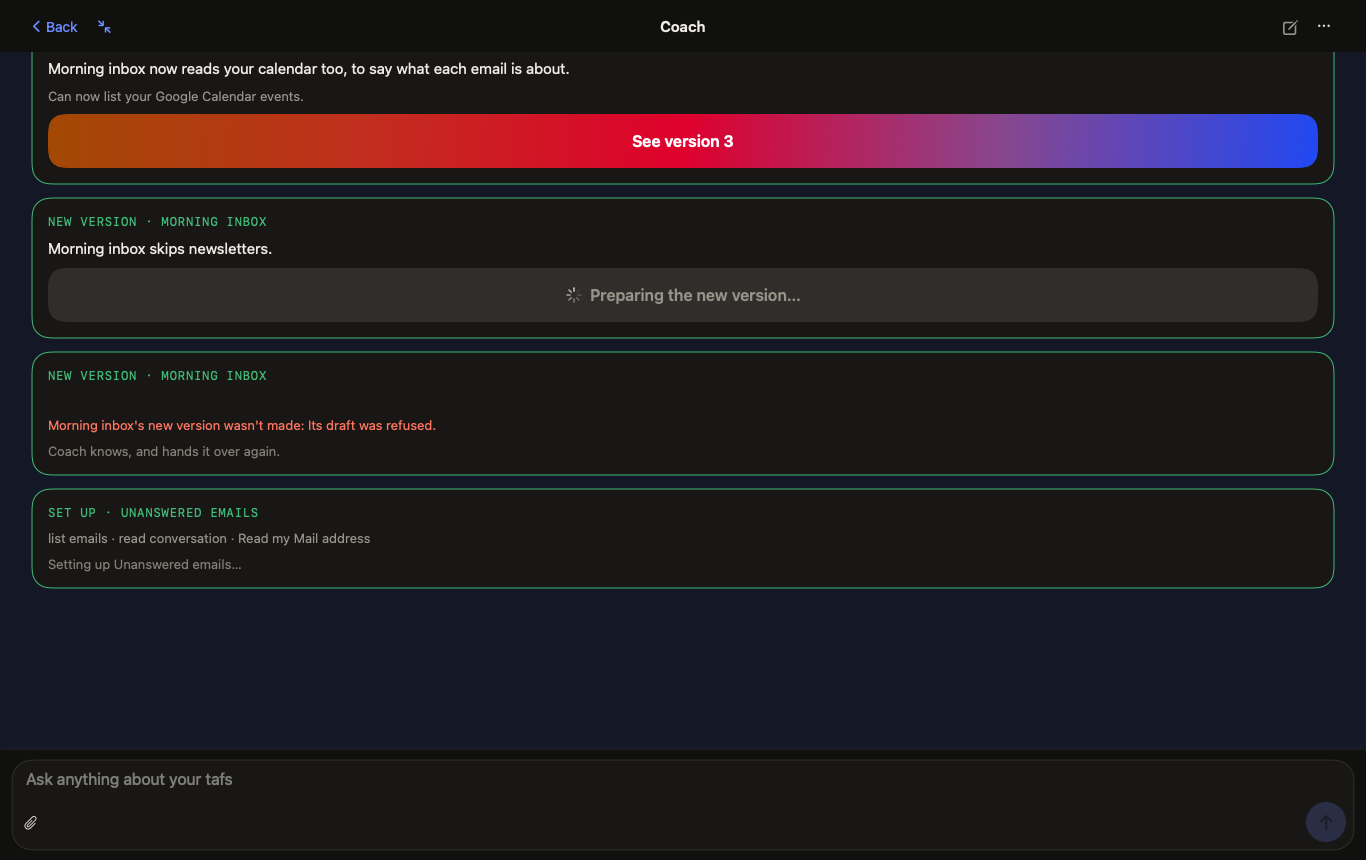 Back
Coach
Morning inbox now reads your calendar too, to say what each email is about.
Can now list your Google Calendar events.
See version 3
NEW VERSION · MORNING INBOX
Morning inbox skips newsletters.
Preparing the new version...
NEW VERSION · MORNING INBOX
Morning inbox's new version wasn't made: Its draft was refused.
Coach knows, and hands it over again.
SET UP · UNANSWERED EMAILS
list emails · read conversation · Read my Mail address
Setting up Unanswered emails...
Ask anything about your tafs